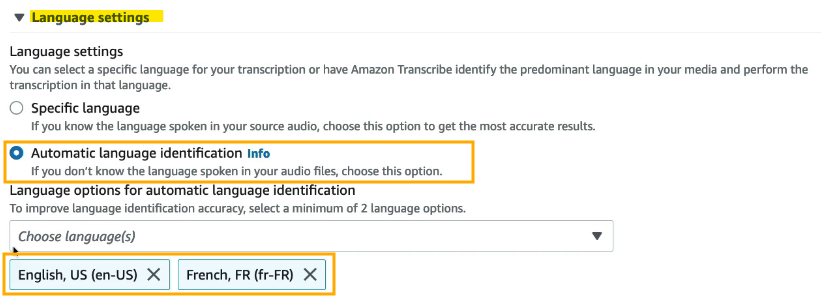 Language settings
Language settings
You can select a specific language for your transcription or have Amazon Transcribe identify the predominant language in your media and perform the
transcription in that language.
Specific language
If you know the language spoken in your source audio, choose this option to get the most accurate results.
Automatic language identification Info
If you don't know the language spoken in your audio files, choose this option.
Language options for automatic language identification
To improve language identification accuracy, select a minimum of 2 language options.
Choose language(s)
English, US (en-US) French, FR (fr-FR)